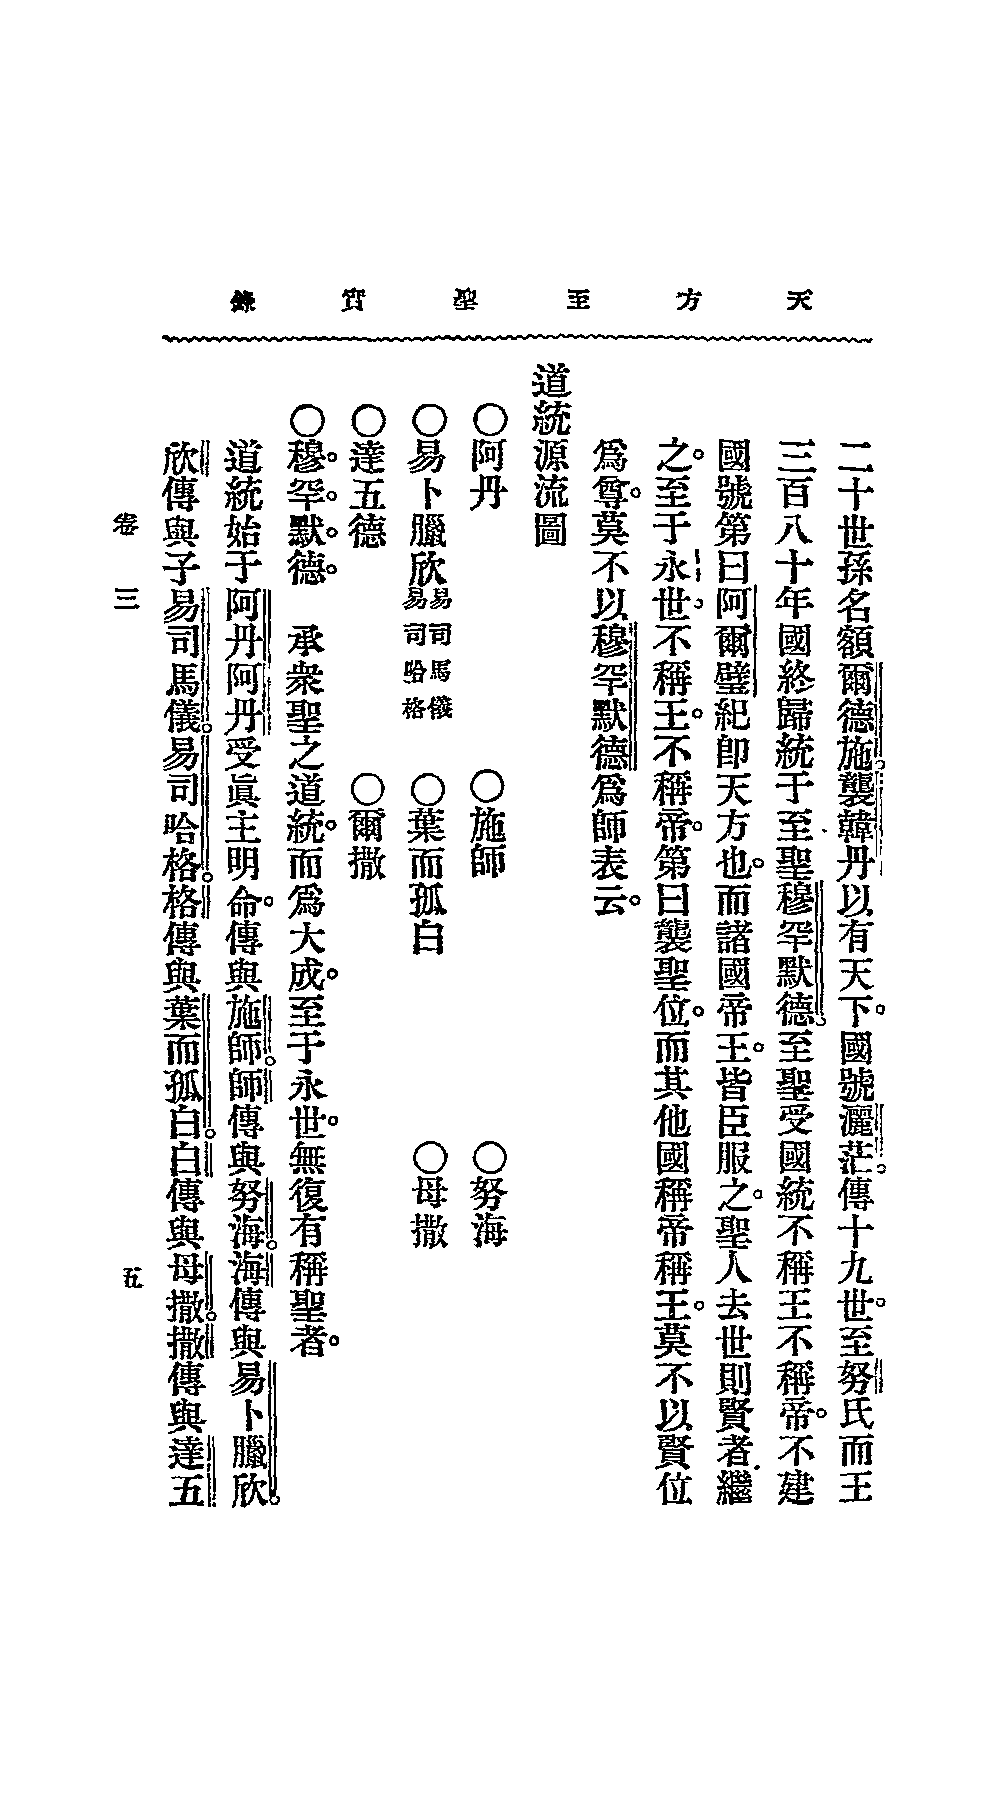 天方至聖實錄
二十世孫名額爾德施襲韓丹以有天下。國號灑茫。傳十九世。至努氏而王
三百八十年國終歸統于至聖穆罕默德。至聖受國統不稱王不稱帝。不建
國號第曰阿爾璧紀卽天方也。而諸國帝王。皆臣服之。聖人去世則賢者繼
之。至于永世。不稱王。不稱帝。第曰襲聖位。而其他國稱帝稱王。莫不以賢位
爲尊。莫不以穆罕默德爲師表云。
道統源流圖
○阿丹 ○施師 ○努海
○易卜臘欣 易司馬儀 易司哈格 ○葉而孤白 ○母撒
○達五德 ○爾撒
○穆。罕。默。德。 承衆聖之道統。而爲大成。至于永世。無復有稱聖者。
道統始于阿丹阿丹受眞主明命。傳與施師。師傳與努海。海傳與易卜臘欣。
欣傳與子易司馬儀。易司哈格。格傳與葉而孤白。白傳與母撒。撒傳與達五
卷三
五